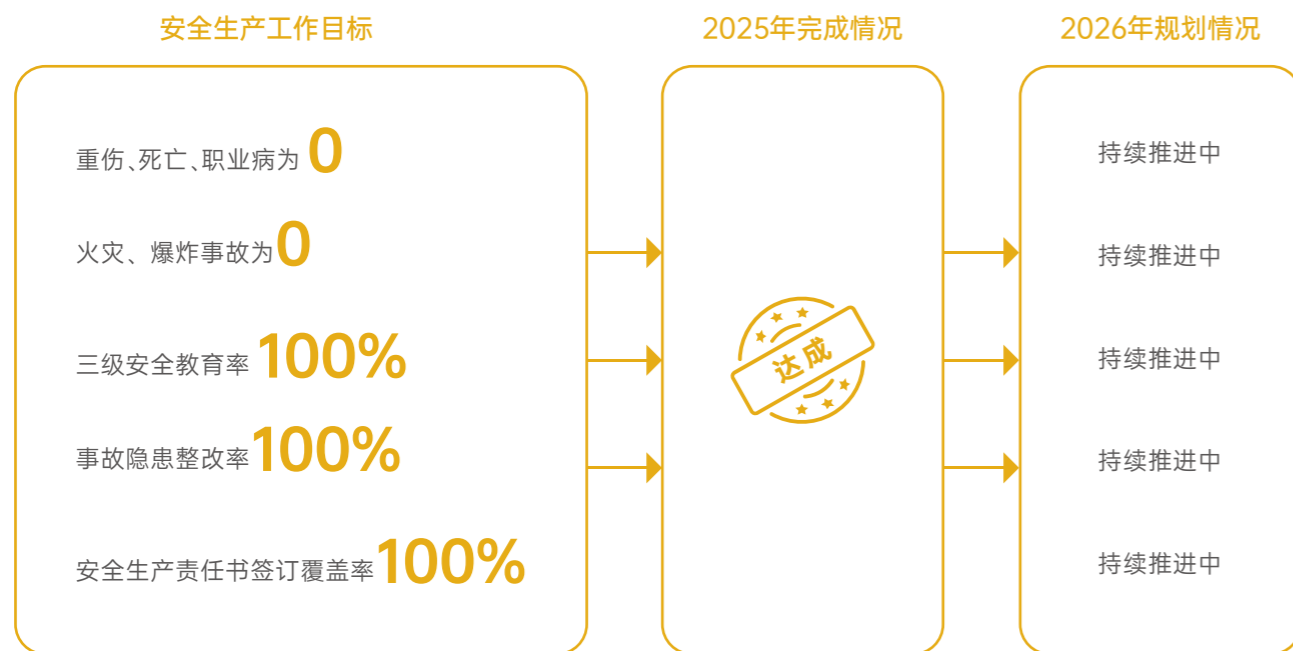 安全生产工作目标
2025年完成情况
2026年规划情况
重伤、死亡、职业病为 0
火灾、爆炸事故为0
三级安全教育率 100%
事故隐患整改率100%
安全生产责任书签订覆盖率100%
达成
持续推进中
持续推进中
持续推进中
持续推进中
持续推进中